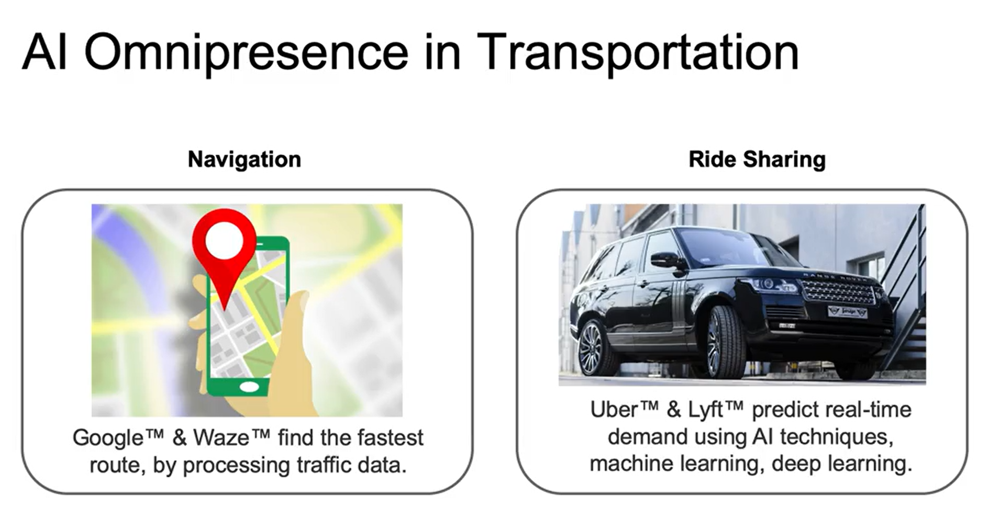 AI Omnipresence in Transportation
Navigation
Ride Sharing
Google™ & Waze™ find the fastest
route, by processing traffic data.
RANGE ROVER
Uber™ & Lyft™ predict real-time
demand using AI techniques,
machine learning, deep learning.